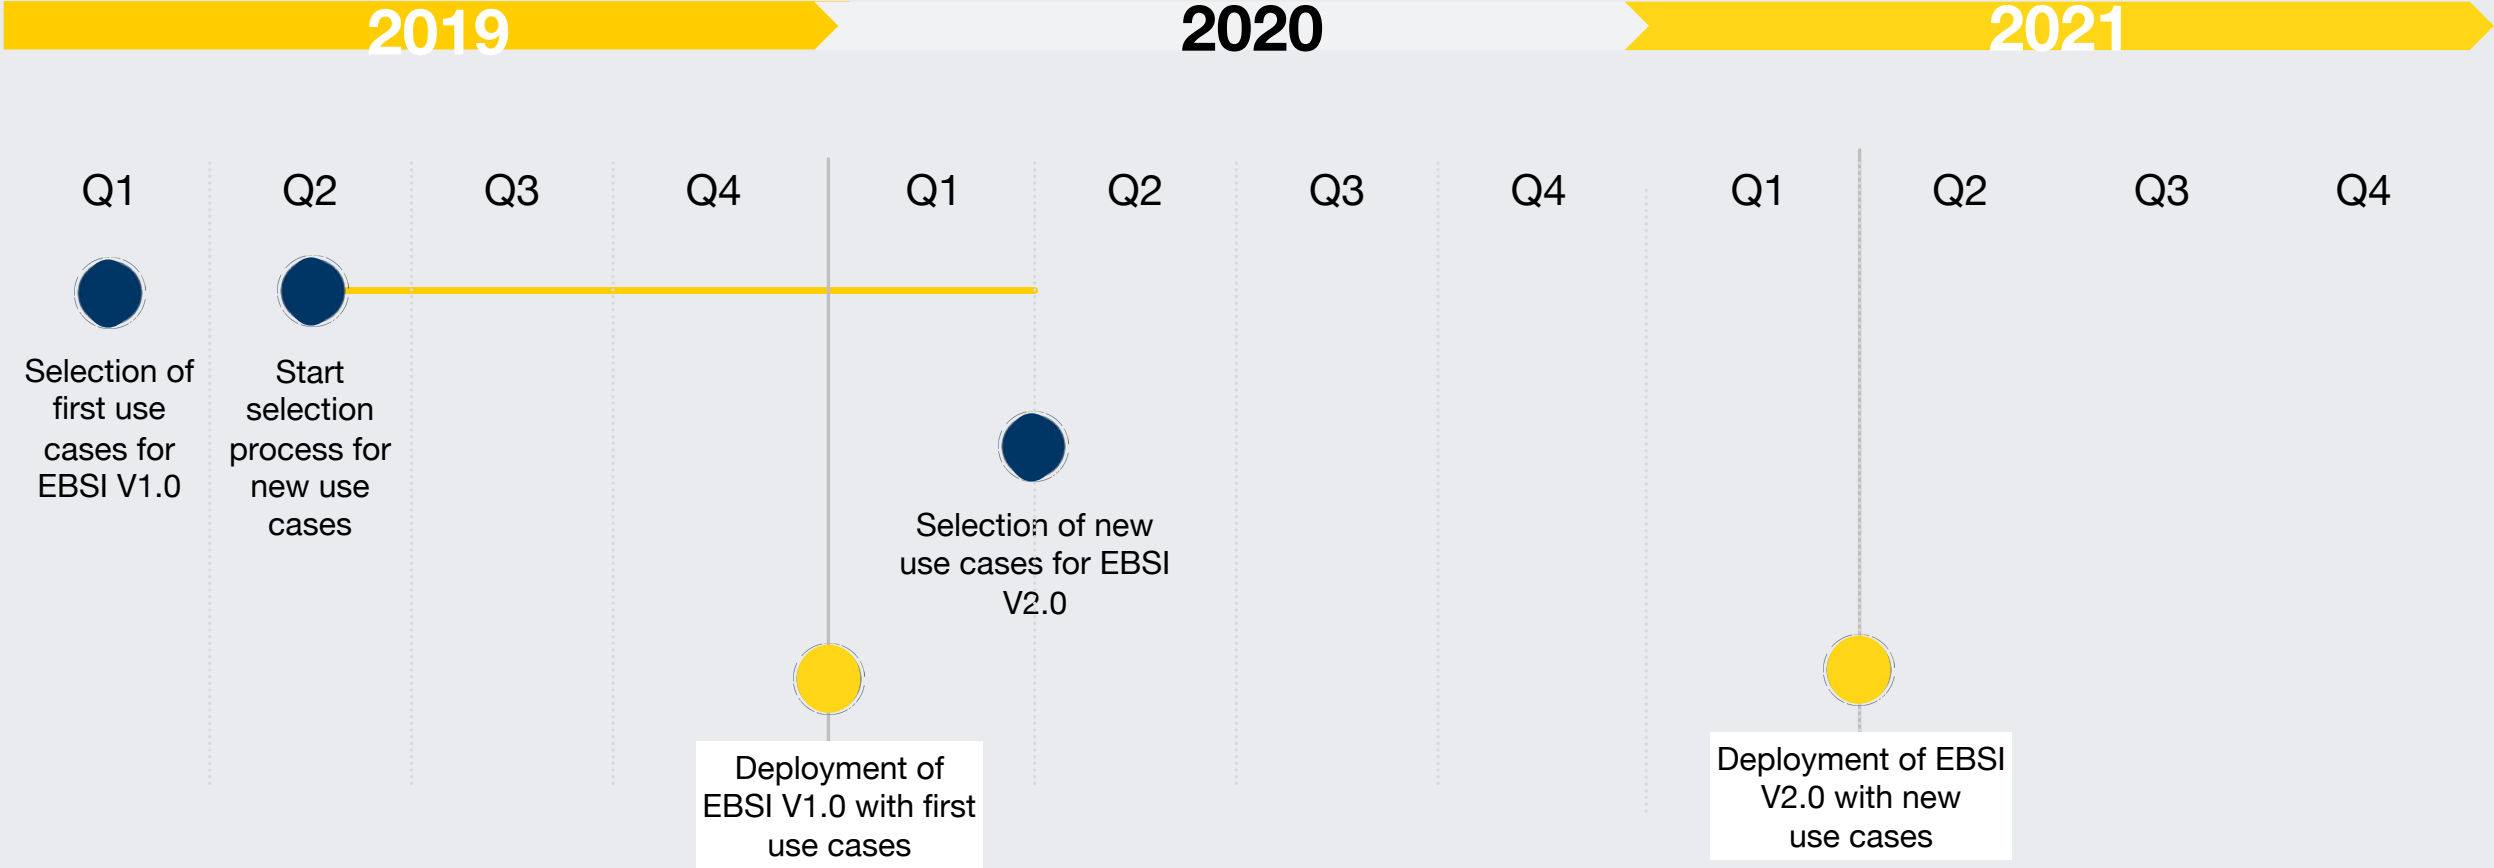 2019
2020
2021
Q1
Q2
Q3
Q4
Q1
Q2
Q3
Q4
Q1
Q2
Q3
Q4
Selection of
first use
cases for
EBSI V1.0
Start
selection
process for
new use
cases
Selection of new
use cases for EBSI
V2.0
Deployment of
EBSI V1.0 with first
use cases
Deployment of EBSI
V2.0 with new
use cases